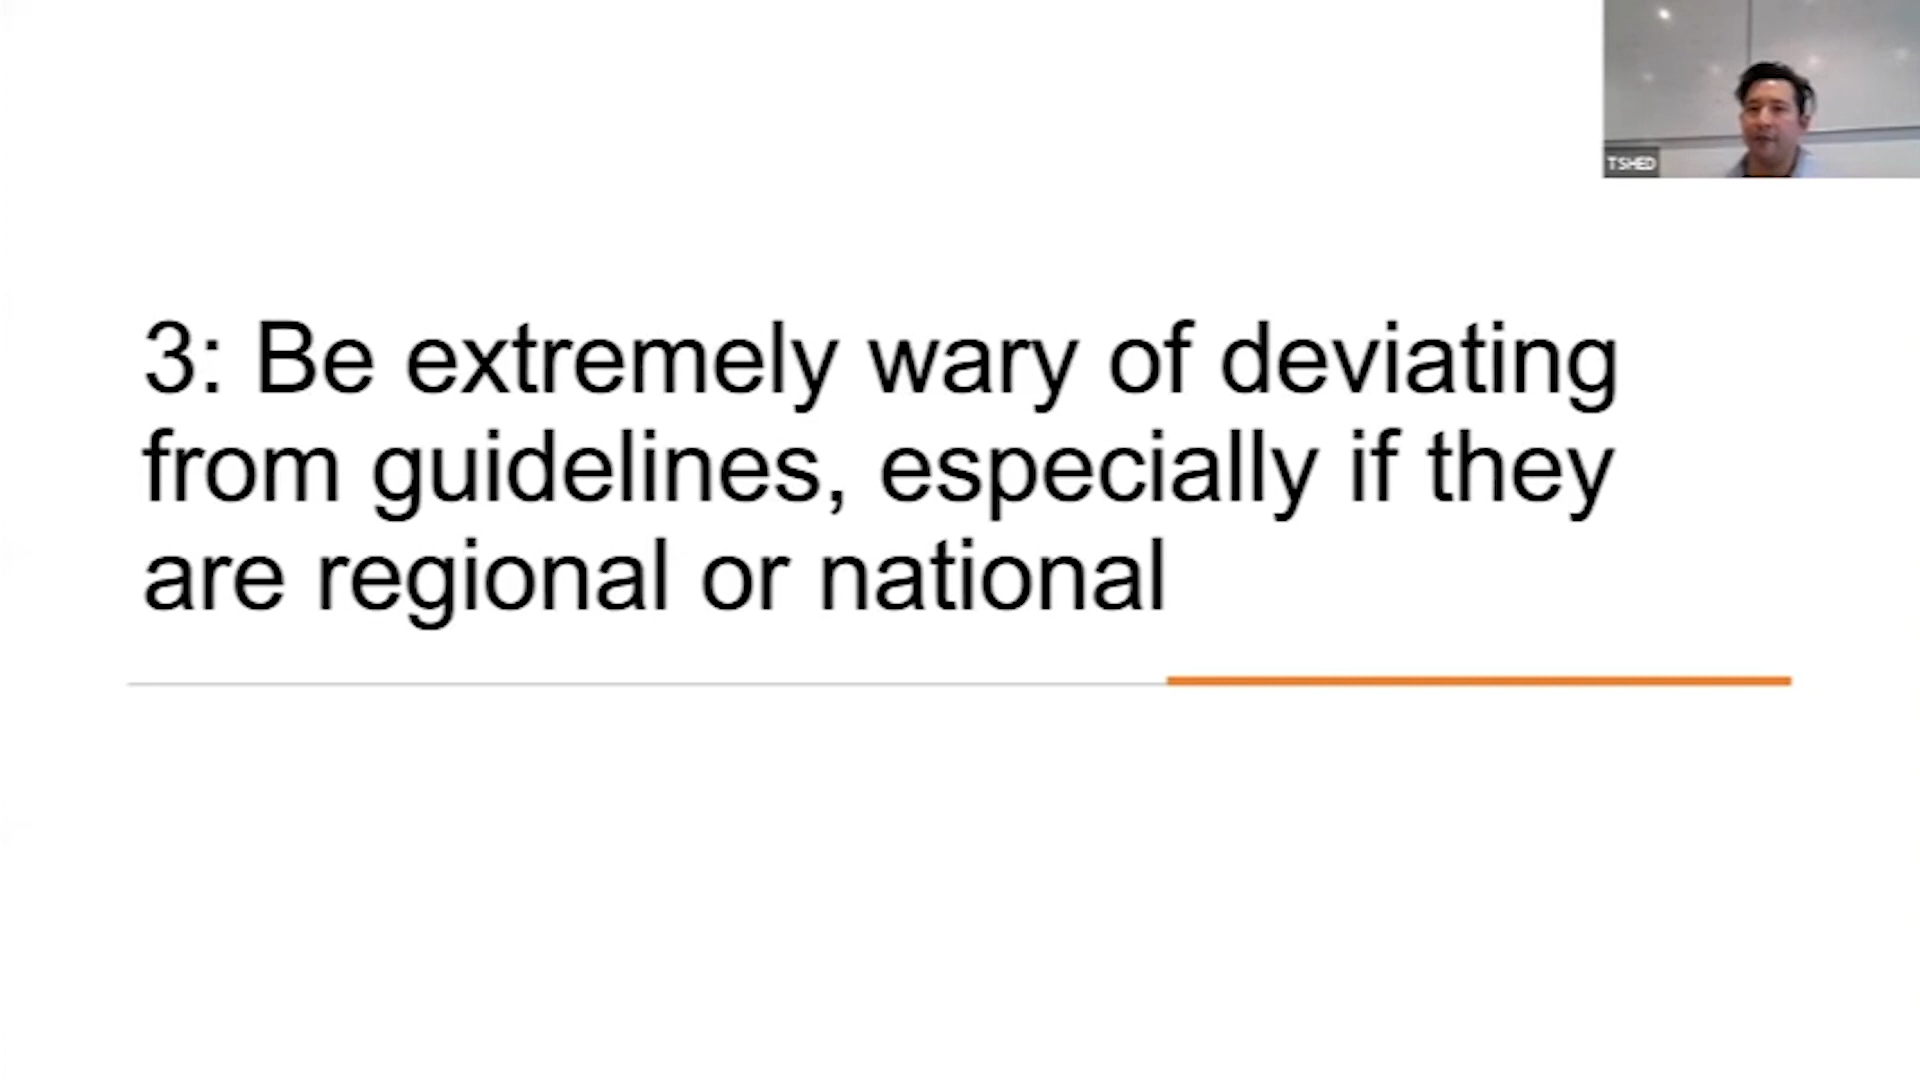 TSHED
3: Be extremely wary of deviating
from guidelines, especially if they
are regional or national